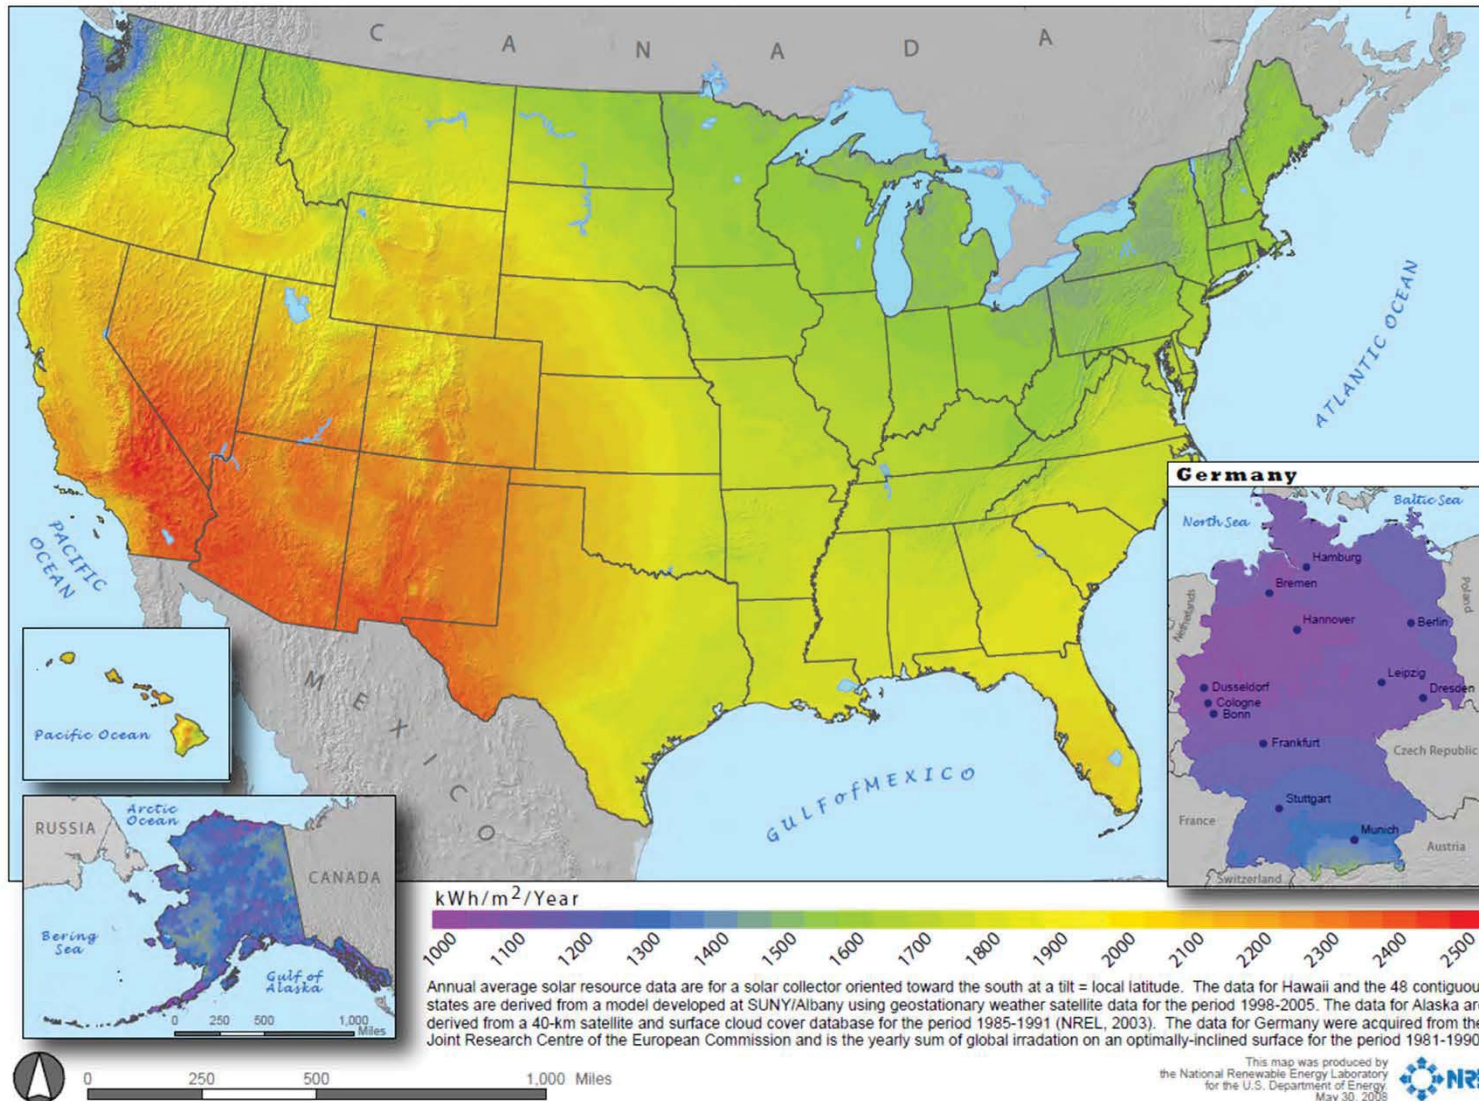 C A N A D A
ATLANTIC OCEAN
PACIFIC
OCEAN
MEXICO
GULF of MEXICO
Pacific Ocean
Arctic
Ocean
RUSSIA
CANADA
Bering
Sea
Gulf of
Alaska
0 250 500 1,000
Miles
Germany
Baltic Sea
North Sea
Hamburg
Bremen
Netherlands
Poland
Hannover
Berlin
Leipzig
Dusseldorf
Dresden
Cologne
Bonn
Frankfurt
Czech Republic
Stuttgart
France
Munich
Austria
Switzerland
kWh/m²/Year
1000 1100 1200 1300 1400 1500 1600 1700 1800 1900 2000 2100 2200 2300 2400 2500
Annual average solar resource data are for a solar collector oriented toward the south at a tilt = local latitude. The data for Hawaii and the 48 contiguou
states are derived from a model developed at SUNY/Albany using geostationary weather satellite data for the period 1998-2005. The data for Alaska ar
derived from a 40-km satellite and surface cloud cover database for the period 1985-1991 (NREL, 2003). The data for Germany were acquired from the
Joint Research Centre of the European Commission and is the yearly sum of global irradation on an optimally-inclined surface for the period 1981-1990
0 250 500 1,000 Miles
This map was produced by
the National Renewable Energy Laboratory
for the U.S. Department of Energy.
May 30, 2008
NRE